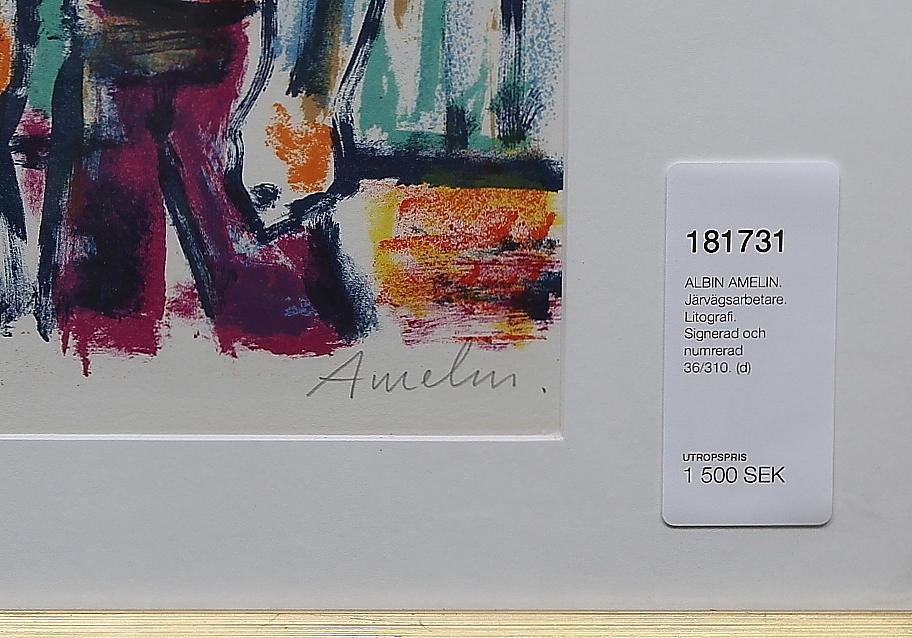 Amelin.
181731
ALBIN AMELIN.
Järvägsarbetare.
Litografi.
Signerad och
numrerad
36/310. (d)
UTROPSPRIS
1 500 SEK